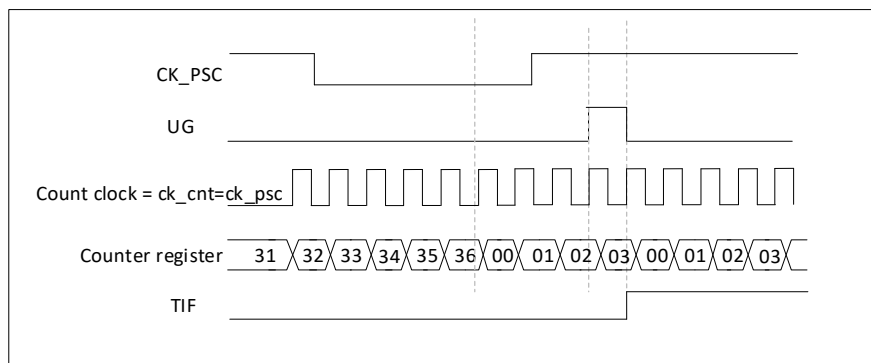 CK_PSC
UG
Count clock = ck_cnt=ck_psc
Counter register 31 32 33 34 35 36 00 01 02 03 00 01 02 03
TIF